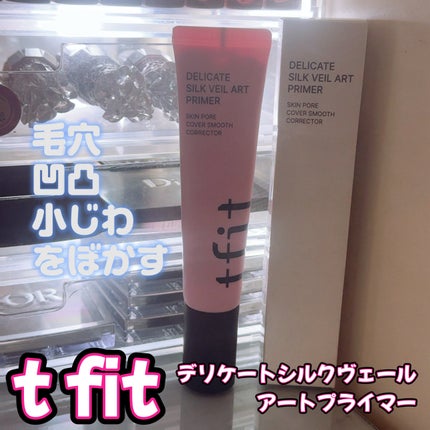 DELICATE
SILK VEIL ART
PRIMER
SKIN PORE
COVER SMOOTH
CORRECTOR
tfit
DELICATE
SILK VEIL ART
PRIMER
SKIN PORE
COVER SMOOTH
CORRECTOR
毛穴
凹凸
小じわ
をぼかす
DIOR
t fit
デリケートシルクヴェール
アートプライマー